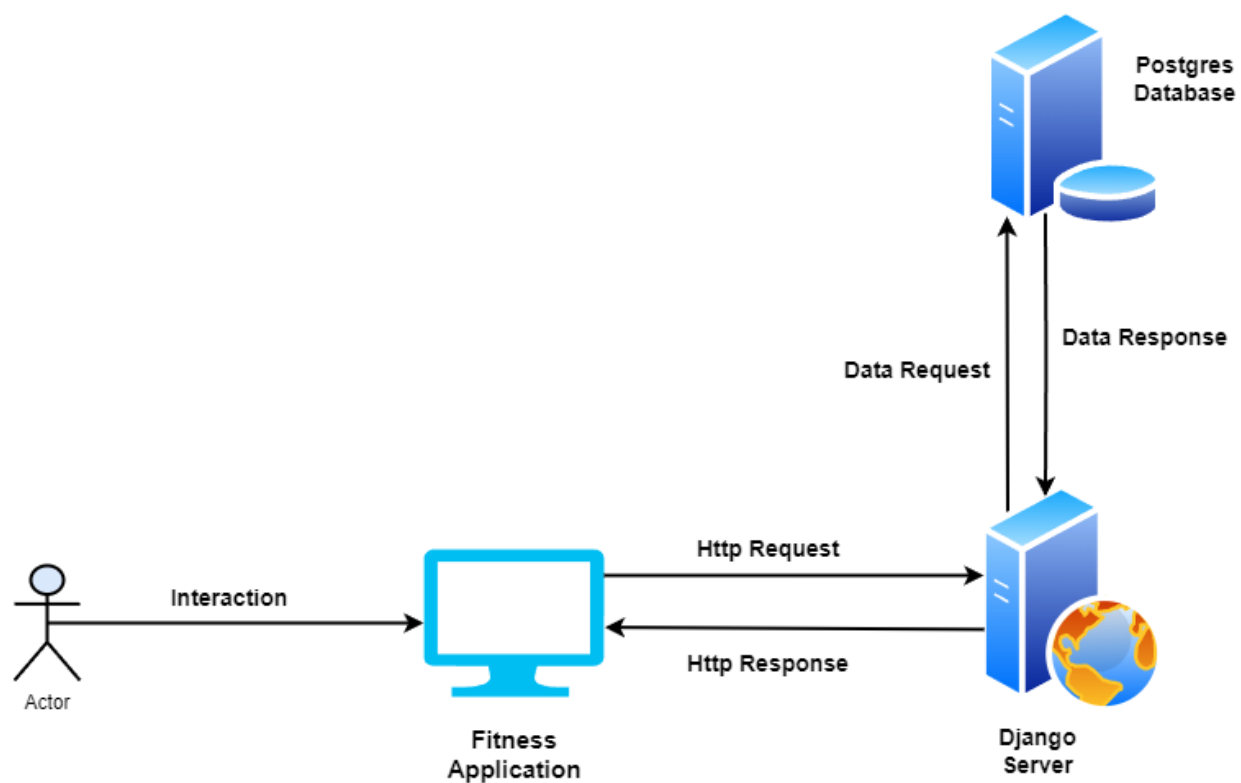 Postgres
Database
Data Response
Data Request
Http Request
Interaction
Http Response
Actor
Fitness
Application
Django
Server